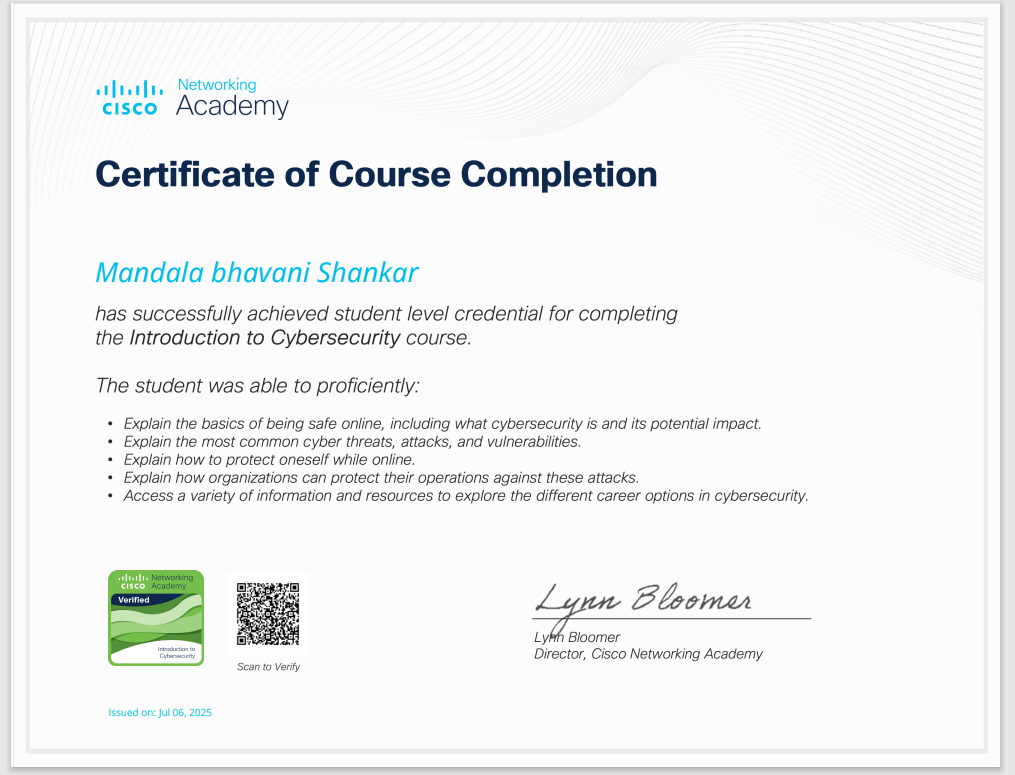 Networking
Academy
CISCO
Certificate of Course Completion
Mandala bhavani Shankar
has successfully achieved student level credential for completing
the Introduction to Cybersecurity course.
The student was able to proficiently:
• Explain the basics of being safe online, including what cybersecurity is and its potential impact.
• Explain the most common cyber threats, attacks, and vulnerabilities.
• Explain how to protect oneself while online.
• Explain how organizations can protect their operations against these attacks.
• Access a variety of information and resources to explore the different career options in cybersecurity.
Networking
Academy
CISCO
Verified
Introduction to
Cybersecurity
Scan to Verify
Lynn Bloomer
Lynn Bloomer
Director, Cisco Networking Academy
Issued on: Jul 06, 2025